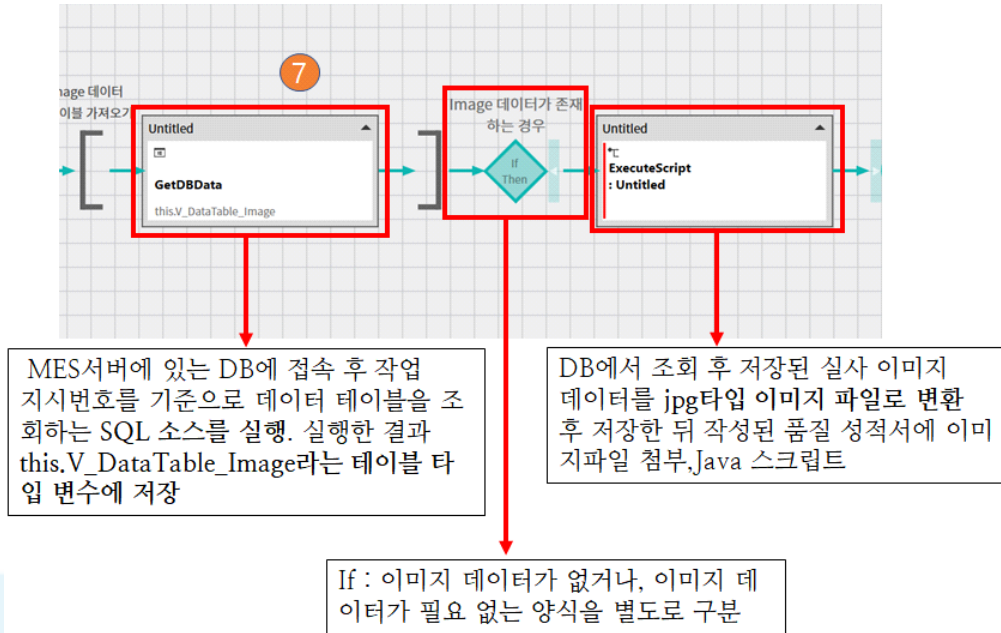 7
mage 데이터
이블 가져오기
Untitled
GetDBData
this.V_DataTable_Image
Image 데이터가 존재
하는 경우
If
Then
Untitled
ExecuteScript
: Untitled
MES서버에 있는 DB에 접속 후 작업
지시번호를 기준으로 데이터 테이블을 조
회하는 SQL 소스를 실행. 실행한 결과
this.V_DataTable_Image라는 테이블 타
입 변수에 저장
DB에서 조회 후 저장된 실사 이미지
데이터를 jpg타입 이미지 파일로 변환
후 저장한 뒤 작성된 품질 성적서에 이미
지파일 첨부,Java 스크립트
If : 이미지 데이터가 없거나, 이미지 데
이터가 필요 없는 양식을 별도로 구분